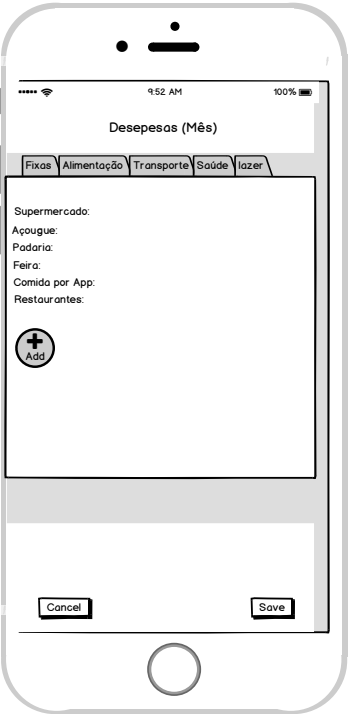 9:52 AM 100%
Desepesas (Mês)
Fixas Alimentação Transporte Saúde lazer
Supermercado:
Açougue:
Padaria:
Feira:
Comida por App:
Restaurantes:
Add
Cancel Save